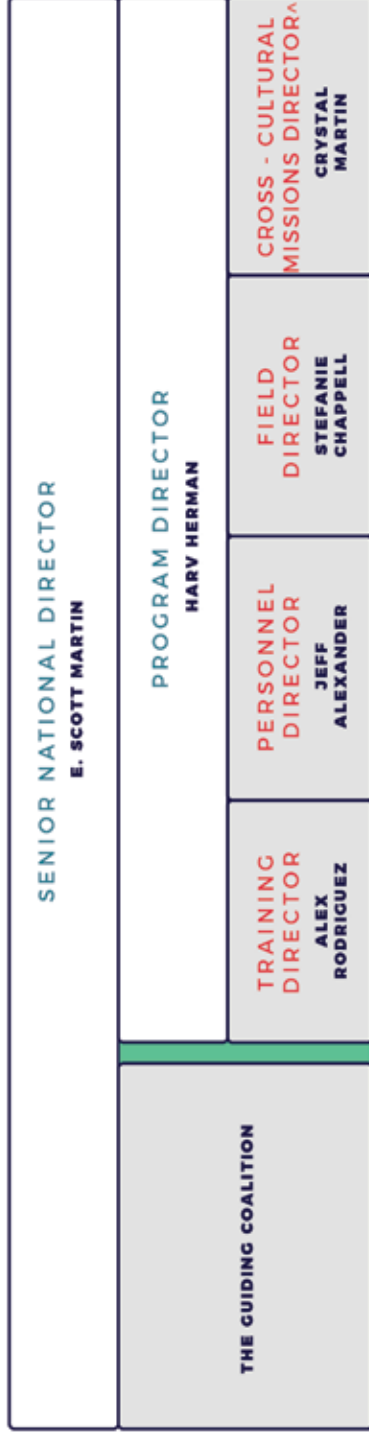 SENIOR NATIONAL DIRECTOR
E. SCOTT MARTIN
PROGRAM DIRECTOR
HARV HERMAN
THE GUIDING COALITION
TRAINING
DIRECTOR
ALEX
RODRIGUEZ
PERSONNEL
DIRECTOR
JEFF
ALEXANDER
FIELD
DIRECTOR
STEFANIE
CHAPPELL
CROSS - CULTURAL
MISSIONS DIRECTOR^
CRYSTAL
MARTIN